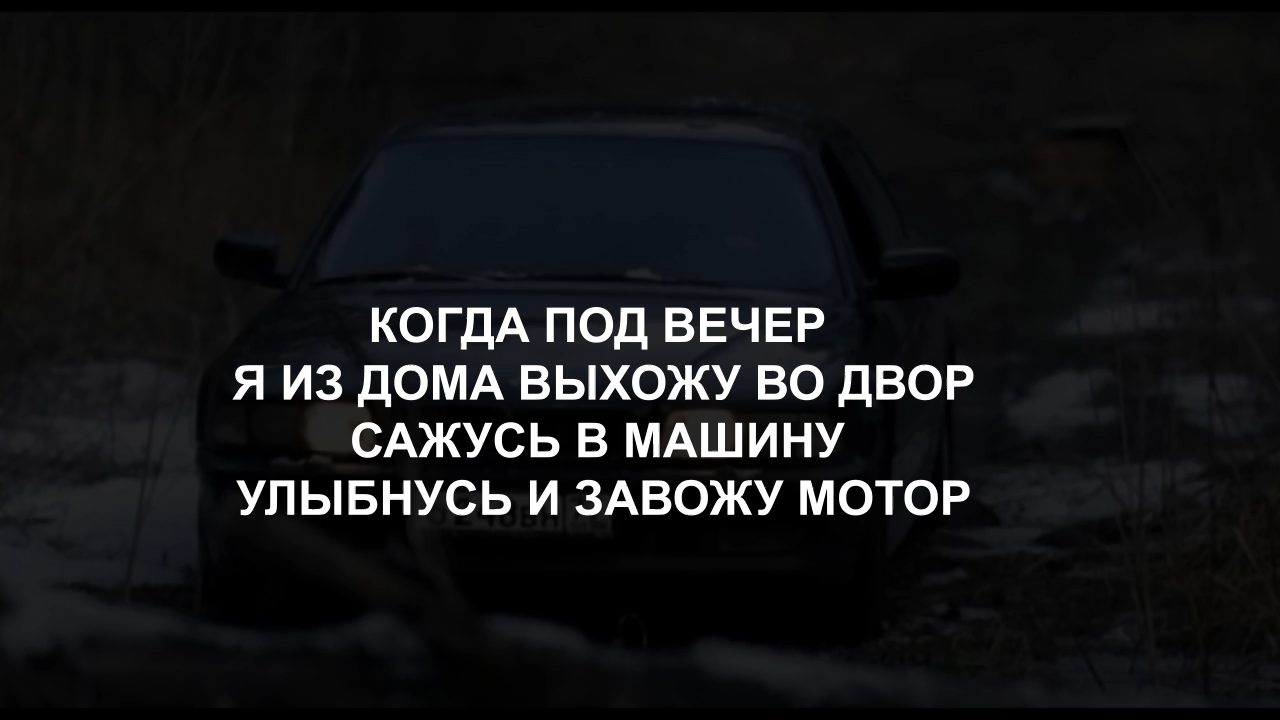 КОГДА ПОД ВЕЧЕР
Я ИЗ ДОМА ВЫХОЖУ ВО ДВОР
САЖУСЬ В МАШИНУ
УЛЫБНУСЬ И ЗАВОЖУ МОТОР